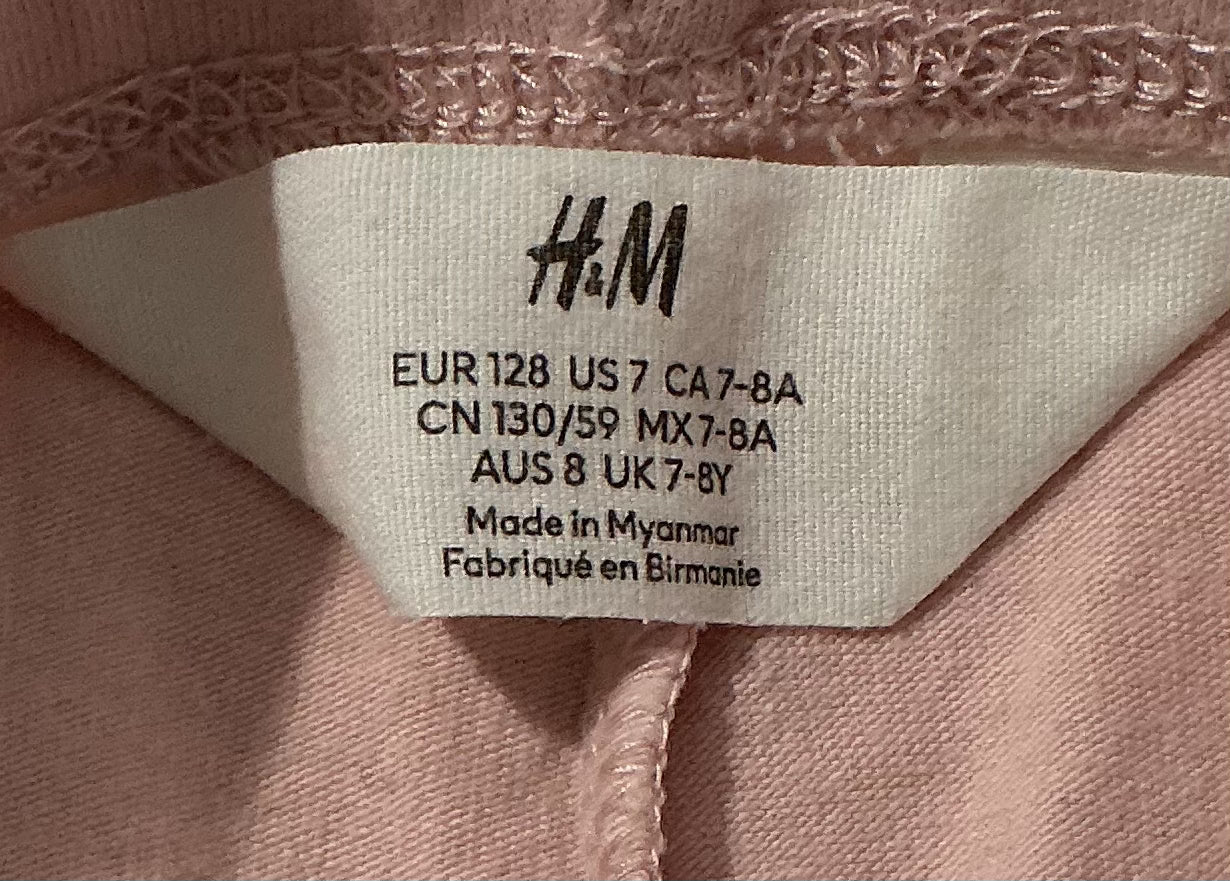 H&M
EUR 128 US 7 CA 7-8A
CN 130/59 MX 7-8A
AUS 8 UK 7-8Y
Made in Myanmar
Fabriqué en Birmanie